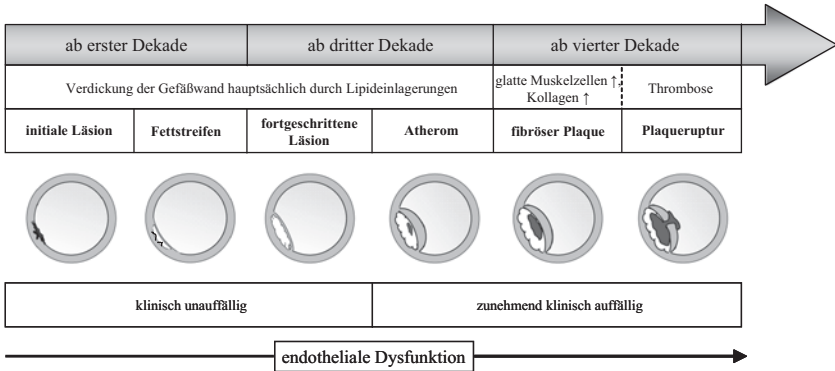 ab erster Dekade
ab dritter Dekade
ab vierter Dekade
Verdickung der Gefäßwand hauptsächlich durch Lipideinlagerungen
glatte Muskelzellen ↑,
Kollagen ↑
Thrombose
initiale Läsion
Fettstreifen
fortgeschrittene
Läsion
Atherom
fibröser Plaque
Plaqueruptur
klinisch unauffällig
zunehmend klinisch auffällig
endotheliale Dysfunktion